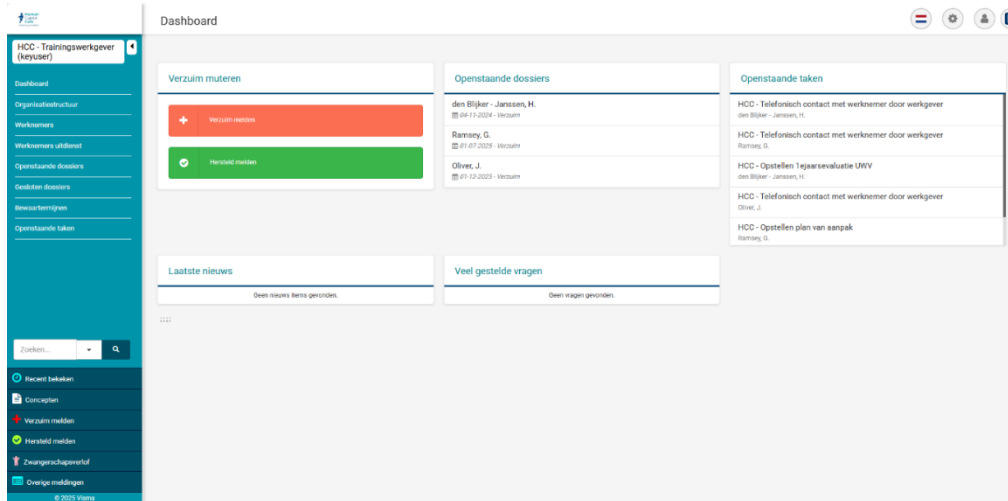 Dashboard
HCC - Trainingswerkgever
(keyuser)
Dashboard
Organisatiestructuur
Werknemers
Werknemers uitdienst
Openstaande dossiers
Gesloten dossiers
Bewaartermijnen
Openstaande taken
Zoeken...
Recent bekeken
Concepten
Verzuim melden
Hersteld melden
Zwangerschapsverlof
Overige meldingen
© 2025 Visma
Verzuim muteren
Verzuim melden
Hersteld melden
Openstaande dossiers
den Blijker - Janssen, H.
04-11-2024 - Verzuim
Ramsey, G.
01-07-2025 - Verzuim
Oliver, J.
01-12-2025 - Verzuim
Openstaande taken
HCC - Telefonisch contact met werknemer door werkgever
den Blijker - Janssen, H.
HCC - Telefonisch contact met werknemer door werkgever
Ramsey, G.
HCC - Opstellen 1ejaarsevaluatie UWV
den Blijker - Janssen, H.
HCC - Telefonisch contact met werknemer door werkgever
Oliver, J.
HCC - Opstellen plan van aanpak
Ramsey, G.
Laatste nieuws
Geen nieuws items gevonden.
Veel gestelde vragen
Geen vragen gevonden.